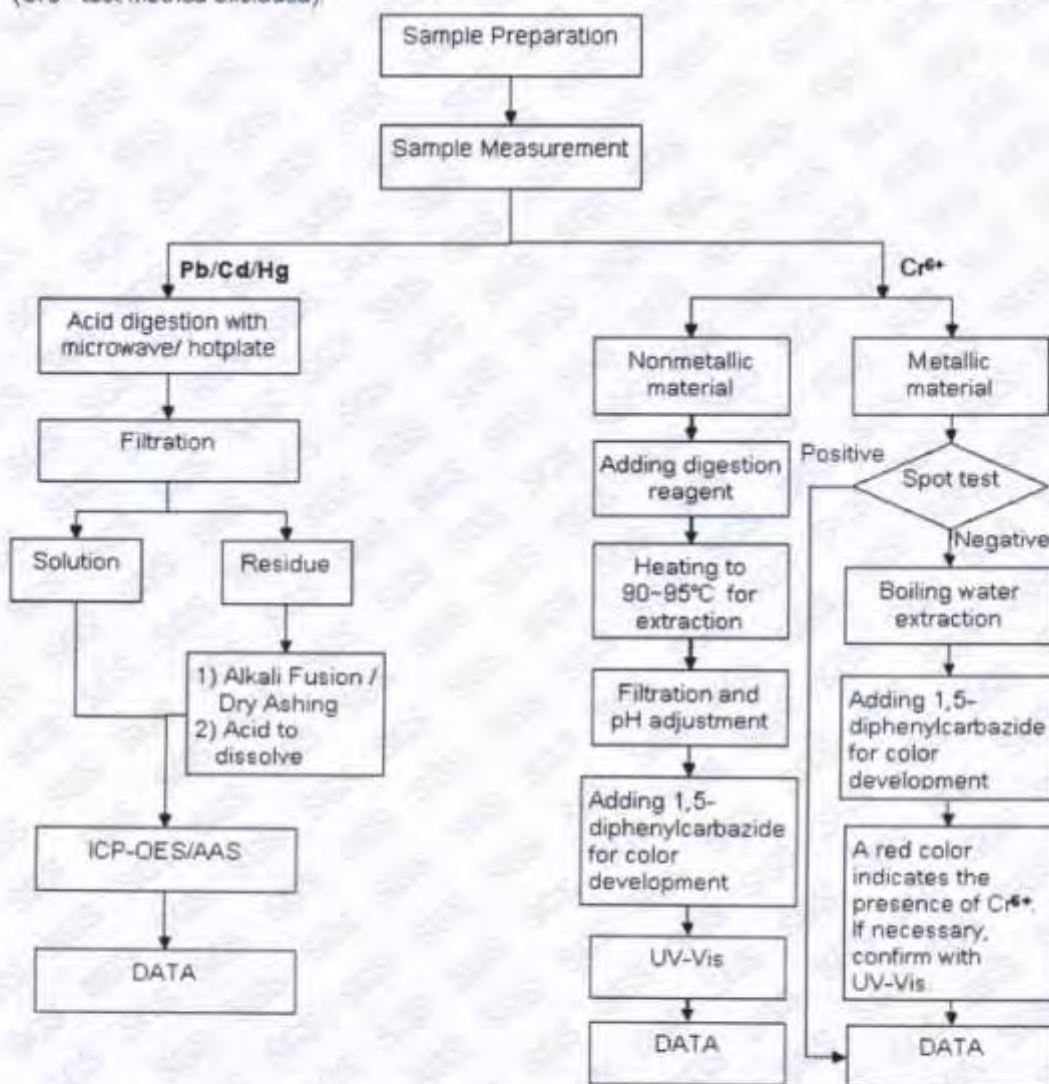 test method excluded)
Sample Preparation
Sample Measurement
Pb/Cd/Hg
Acid digestion with
microwave/ hotplate
Filtration
Solution
Residue
1) Alkali Fusion /
Dry Ashing
2) Acid to
dissolve
ICP-OES/AAS
DATA
Cr⁶⁺
Nonmetallic
material
Adding digestion
reagent
Heating to
90~95°C for
extraction
Filtration and
pH adjustment
Adding 1,5-
diphenylcarbazide
for color
development
UV-Vis
DATA
Metallic
material
Positive
Spot test
Negative
Boiling water
extraction
Adding 1,5-
diphenylcarbazide
for color
development
A red color
indicates the
presence of Cr⁶⁺.
If necessary,
confirm with
UV-Vis
DATA
SGS